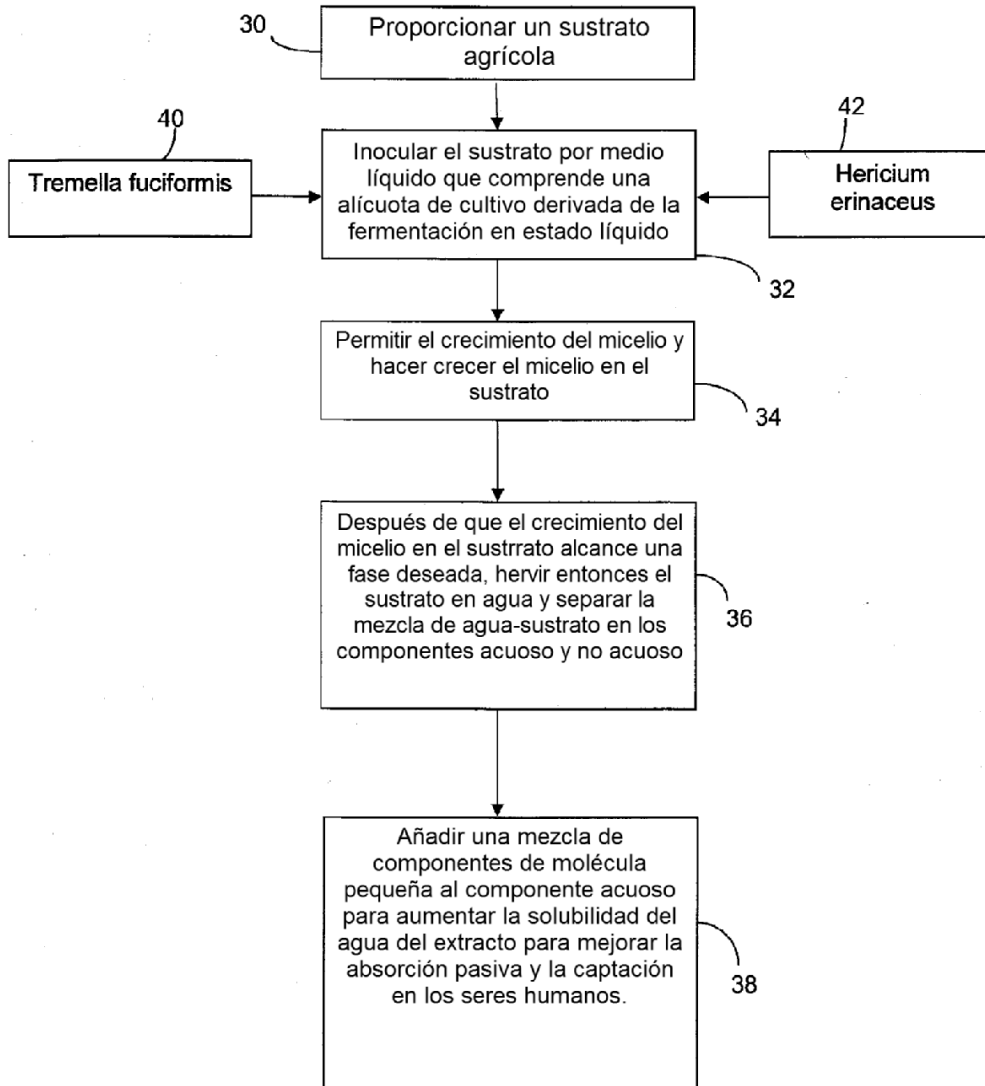 30
Proporcionar un sustrato
agrícola
40
Tremella fuciformis
Inocular el sustrato por medio
líquido que comprende una
alícuota de cultivo derivada de la
fermentación en estado líquido
42
Hericium
erinaceus
32
Permitir el crecimiento del micelio y
hacer crecer el micelio en el
sustrato
34
Después de que el crecimiento del
micelio en el sustrrato alcance una
fase deseada, hervir entonces el
sustrato en agua y separar la
mezcla de agua-sustrato en los
componentes acuoso y no acuoso
36
Añadir una mezcla de
componentes de molécula
pequeña al componente acuoso
para aumentar la solubilidad del
agua del extracto para mejorar la
absorción pasiva y la captación
en los seres humanos.
38